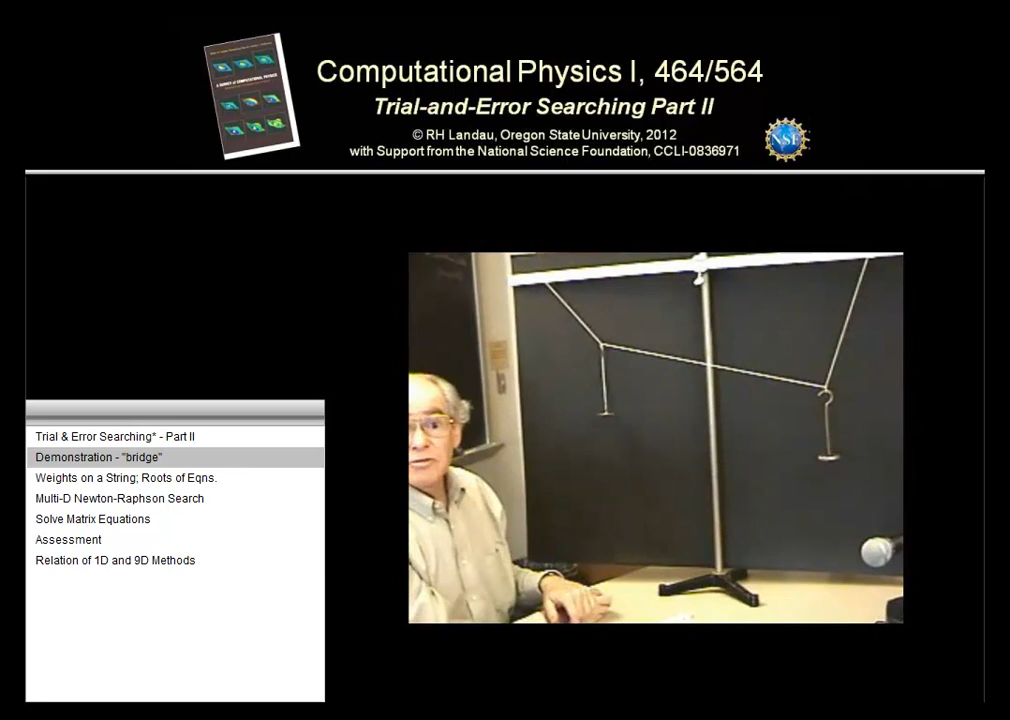 Computational Physics I, 464/564
Trial-and-Error Searching Part II
© RH Landau, Oregon State University, 2012
with Support from the National Science Foundation, CCLI-0836971
NSF
Trial & Error Searching* - Part II
Demonstration - "bridge"
Weights on a String; Roots of Eqns.
Multi-D Newton-Raphson Search
Solve Matrix Equations
Assessment
Relation of 1D and 9D Methods